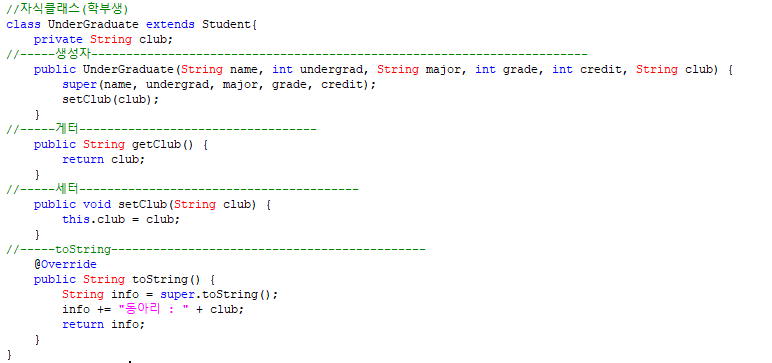 //자식클래스(학부생)
class UnderGraduate extends Student{
    private String club;
//-----생성자-----------------------------------------------------------------------
    public UnderGraduate(String name, int undergrad, String major, int grade, int credit, String club) {
        super(name, undergrad, major, grade, credit);
        setClub(club);
    }
//-----게터----------------------------------
    public String getClub() {
        return club;
    }
//-----세터----------------------------------------
    public void setClub(String club) {
        this.club = club;
    }
//-----toString---------------------------------------------
    @Override
    public String toString() {
        String info = super.toString();
        info += "동아리 : " + club;
        return info;
    }
}